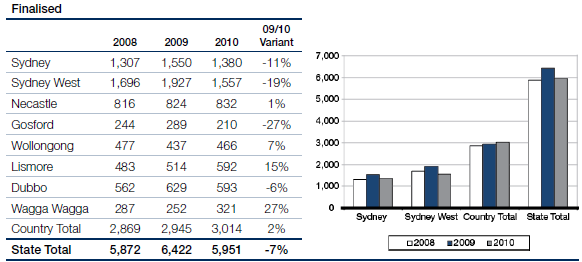 Finalised
2008 2009 2010 09/10 Variant
Sydney 1,307 1,550 1,380 -11%
Sydney West 1,696 1,927 1,557 -19%
Necastle 816 824 832 1%
Gosford 244 289 210 -27%
Wollongong 477 437 466 7%
Lismore 483 514 592 15%
Dubbo 562 629 593 -6%
Wagga Wagga 287 252 321 27%
Country Total 2,869 2,945 3,014 2%
State Total 5,872 6,422 5,951 -7%
7,000
6,000
5,000
4,000
3,000
2,000
1,000
0
Sydney Sydney West Country Total State Total
2008 2009 2010